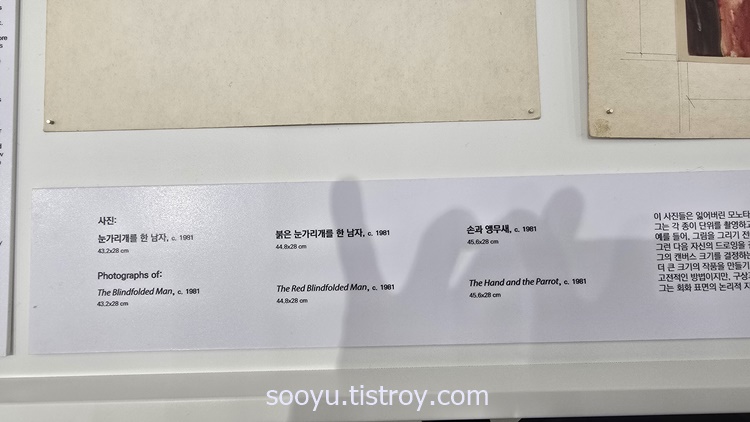 사진:
눈가리개를 한 남자, c. 1981
43.2x28 cm
Photographs of:
The Blindfolded Man, c. 1981
43.2x28 cm
붉은 눈가리개를 한 남자, c. 1981
44.8x28 cm
The Red Blindfolded Man, c. 1981
44.8x28 cm
손과 앵무새, c. 1981
45.6x28 cm
The Hand and the Parrot, c. 1981
45.6x28 cm
이 사진들은 잃어버린 모노타
그는 각 종이 단위를 촬영하고
예를 들어, 그림을 그리기 전
그런 다음 자신의 드로잉을
그의 캔버스 크기를 결정하는
더 큰 크기의 작품을 만들기
고전적인 방법이지만, 구상
그는 회화 표면의 논리적
sooyu.tistroy.com